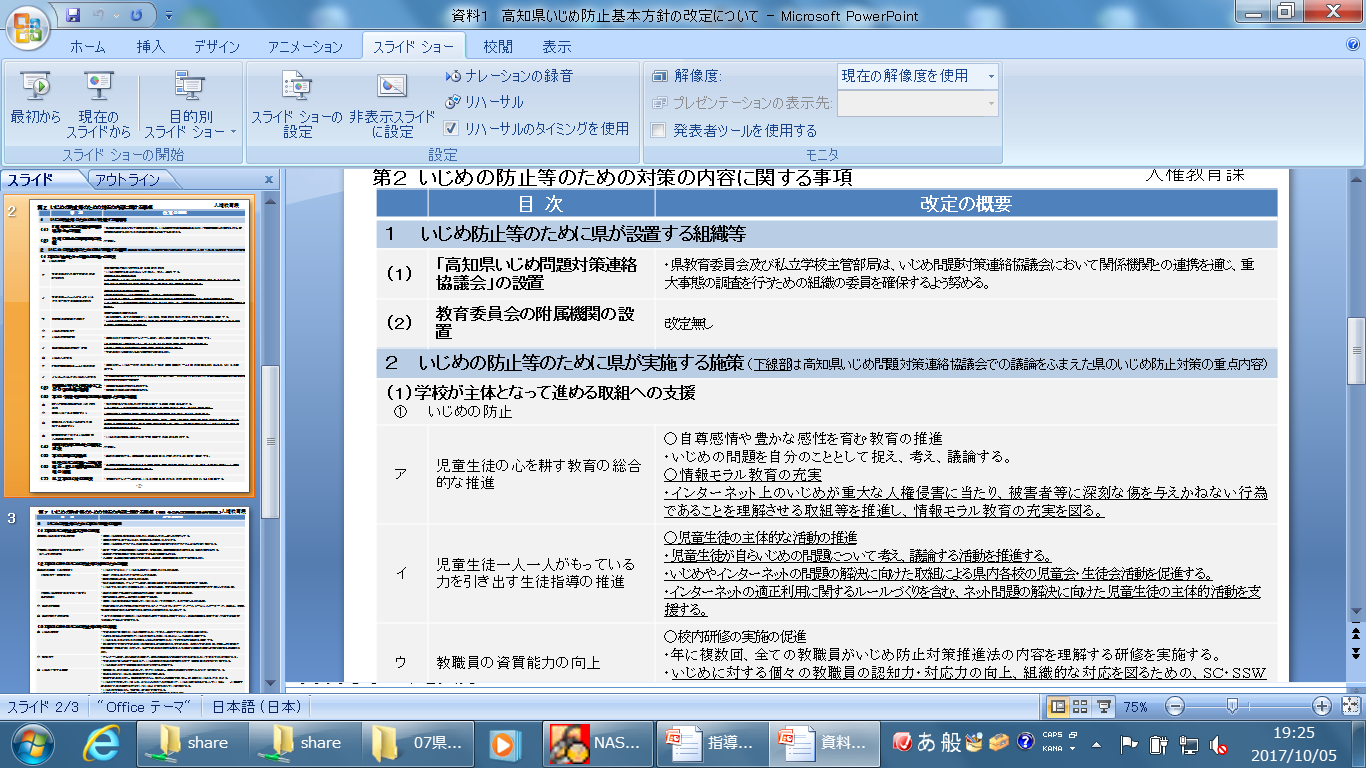 資料1 高知県いじめ防止基本方針の改定について - Microsoft PowerPoint
ホーム 挿入 デザイン アニメーション スライド ショー 校閲 表示
最初から
現在の
スライドから
目的別
スライド ショー
スライド ショーの開始
スライド ショーの
設定
非表示スライド
に設定
ナレーションの録音
リハーサル
リハーサルのタイミングを使用
設定
解像度: 現在の解像度を使用
プレゼンテーションの表示先:
発表者ツールを使用する
モニタ
スライド アウトライン x
2
3
第2 いじめの防止等のための対策の内容に関する事項 人権教育課
目 次 改定の概要
1 いじめ防止等のために県が設置する組織等
(1) 「高知県いじめ問題対策連絡
協議会」の設置
・県教育委員会及び私立学校主管部局は、いじめ問題対策連絡協議会において関係機関との連携を通じ、重
大事態の調査を行うための組織の委員を確保するよう努める。
(2) 教育委員会の附属機関の設
置
改定無し
2 いじめの防止等のために県が実施する施策(下線部は高知県いじめ問題対策連絡協議会での議論をふまえた県のいじめ防止対策の重点内容)
(1)学校が主体となって進める取組への支援
① いじめの防止
ア 児童生徒の心を耕す教育の総合
的な推進
○自尊感情や豊かな感性を育む教育の推進
・いじめの問題を自分のこととして捉え、考え、議論する。
○情報モラル教育の充実
・インターネット上のいじめが重大な人権侵害に当たり、被害者等に深刻な傷を与えかねない行為
であることを理解させる取組等を推進し、情報モラル教育の充実を図る。
イ 児童生徒一人一人がもっている
力を引き出す生徒指導の推進
○児童生徒の主体的な活動の推進
・児童生徒が自らいじめの問題について考え、議論する活動を推進する。
・いじめやインターネットの問題の解決に向けた取組による県内各校の児童会・生徒会活動を促進する。
・インターネットの適正利用に関するルールづくりを含む、ネット問題の解決に向けた児童生徒の主体的活動を支
援する。
ウ 教職員の資質能力の向上
○校内研修の実施の促進
・年に複数回、全ての教職員がいじめ防止対策推進法の内容を理解する研修を実施する。
・いじめに対する個々の教職員の認知力・対応力の向上、組織的な対応を図るための、SC・SSW
スライド 2/3 "Office テーマ" 日本語 (日本) 75%
share share 07県... NAS... 指導... 資料... あ 般 CAPS KANA 19:25
2017/10/05